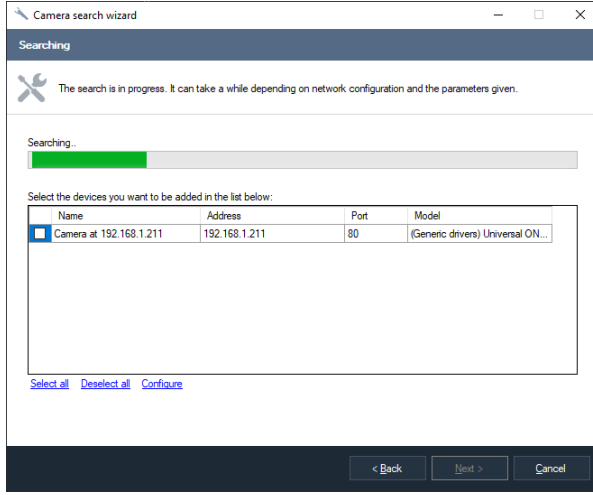 Camera search wizard
Searching
The search is in progress. It can take a while depending on network configuration and the parameters given.
Searching..
Select the devices you want to be added in the list below:
Name Address Port Model
Camera at 192.168.1.211 192.168.1.211 80 (Generic drivers) Universal ON...
Select all Deselect all Configure
< Back Next > Cancel